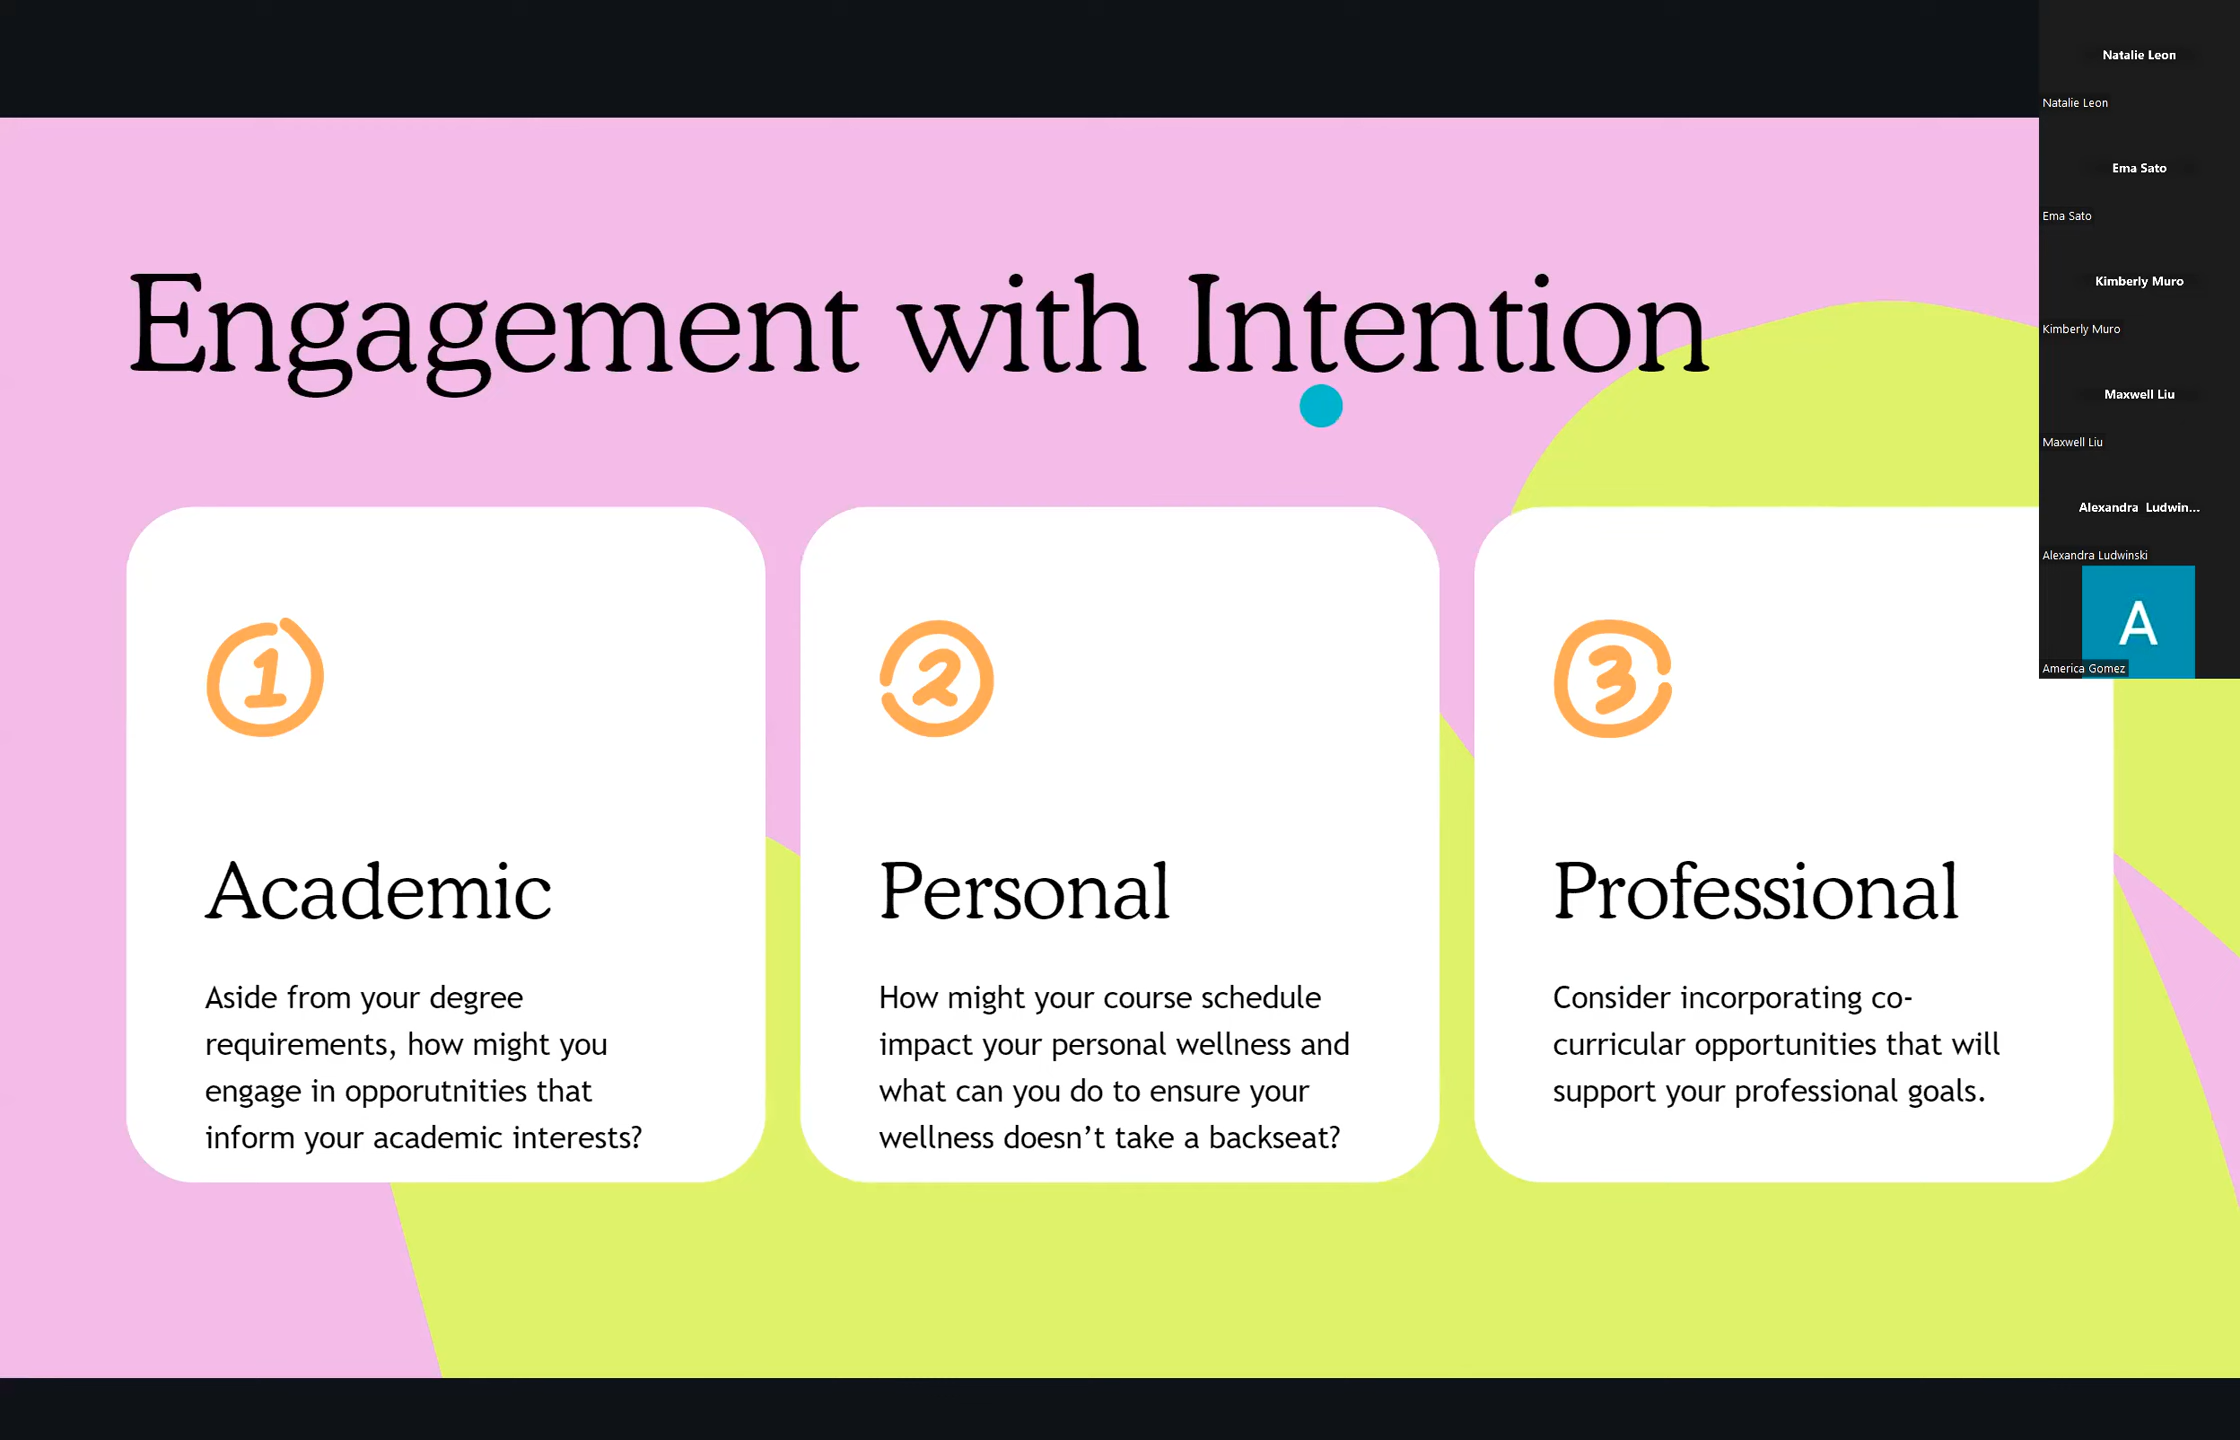 Engagement with Intention
1
Academic
Aside from your degree
requirements, how might you
engage in opporutnities that
inform your academic interests?
2
Personal
How might your course schedule
impact your personal wellness and
what can you do to ensure your
wellness doesn’t take a backseat?
3
Professional
Consider incorporating co-
curricular opportunities that will
support your professional goals.
Natalie Leon
Natalie Leon
Ema Sato
Ema Sato
Kimberly Muro
Kimberly Muro
Maxwell Liu
Maxwell Liu
Alexandra Ludwin...
Alexandra Ludwinski
A
America Gomez